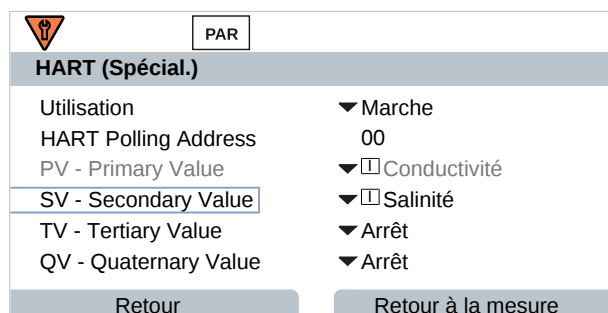 PAR
HART (Spécial.)
Utilisation Marche
HART Polling Address 00
PV - Primary Value I Conductivité
SV - Secondary Value I Salinité
TV - Tertiary Value Arrêt
QV - Quaternary Value Arrêt
Retour Retour à la mesure